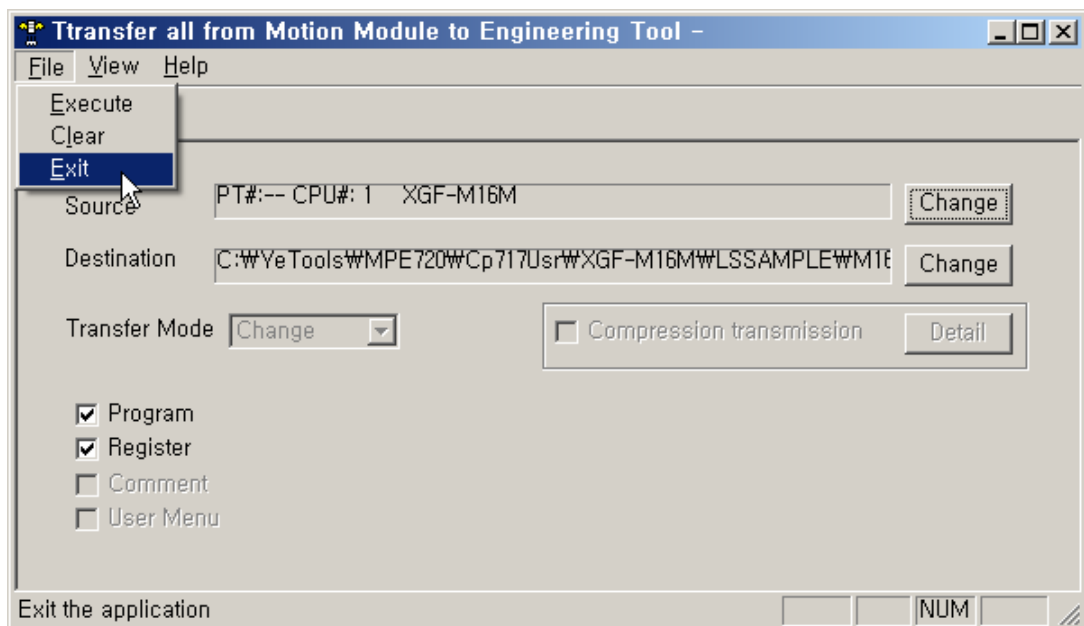 Ttransfer all from Motion Module to Engineering Tool -
File View Help
Execute
Clear
Exit
Source PT#:-- CPU#: 1 XGF-M16M Change
Destination C:₩YeTools₩MPE720₩Cp717Usr₩XGF-M16M₩LSSAMPLE₩M16 Change
Transfer Mode Change Compression transmission Detail
Program
Register
Comment
User Menu
Exit the application NUM